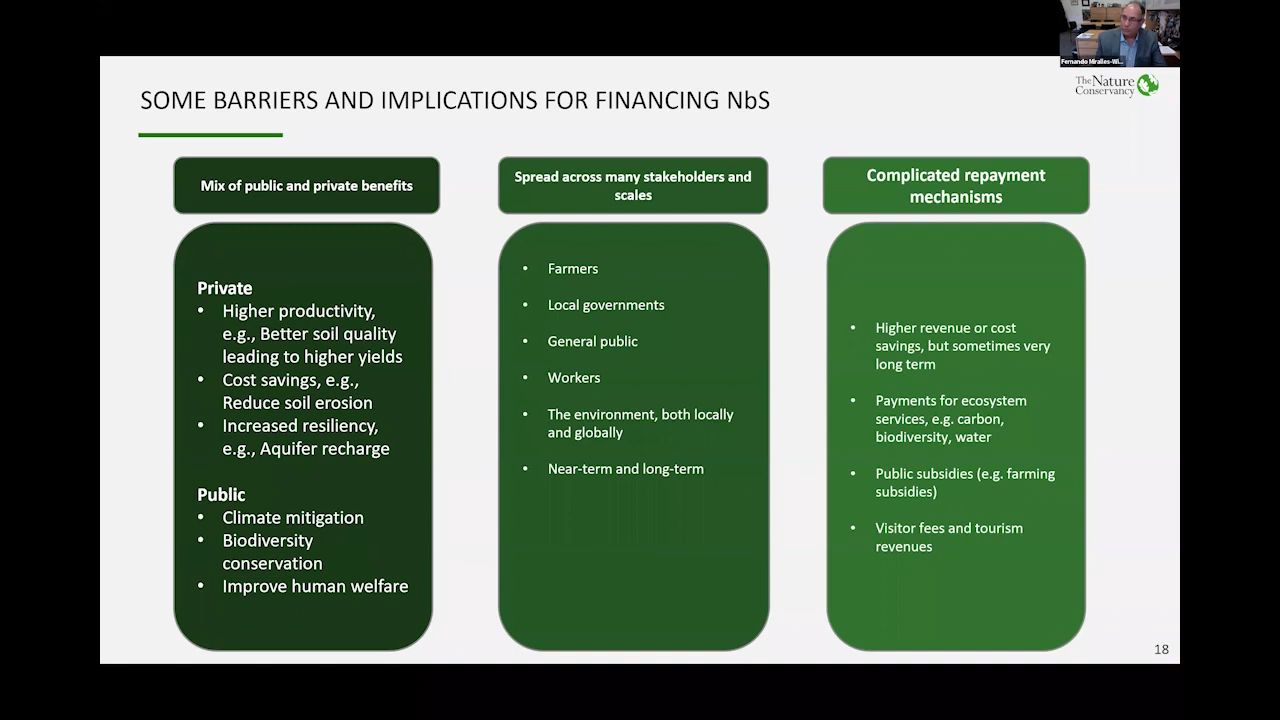 Fernando Miralles-Wi...
The Nature
Conservancy
SOME BARRIERS AND IMPLICATIONS FOR FINANCING NbS
Mix of public and private benefits
Private
• Higher productivity,
e.g., Better soil quality
leading to higher yields
• Cost savings, e.g.,
Reduce soil erosion
• Increased resiliency,
e.g., Aquifer recharge
Public
• Climate mitigation
• Biodiversity
conservation
• Improve human welfare
Spread across many stakeholders and
scales
• Farmers
• Local governments
• General public
• Workers
• The environment, both locally
and globally
• Near-term and long-term
Complicated repayment
mechanisms
• Higher revenue or cost
savings, but sometimes very
long term
• Payments for ecosystem
services, e.g. carbon,
biodiversity, water
• Public subsidies (e.g. farming
subsidies)
• Visitor fees and tourism
revenues
18